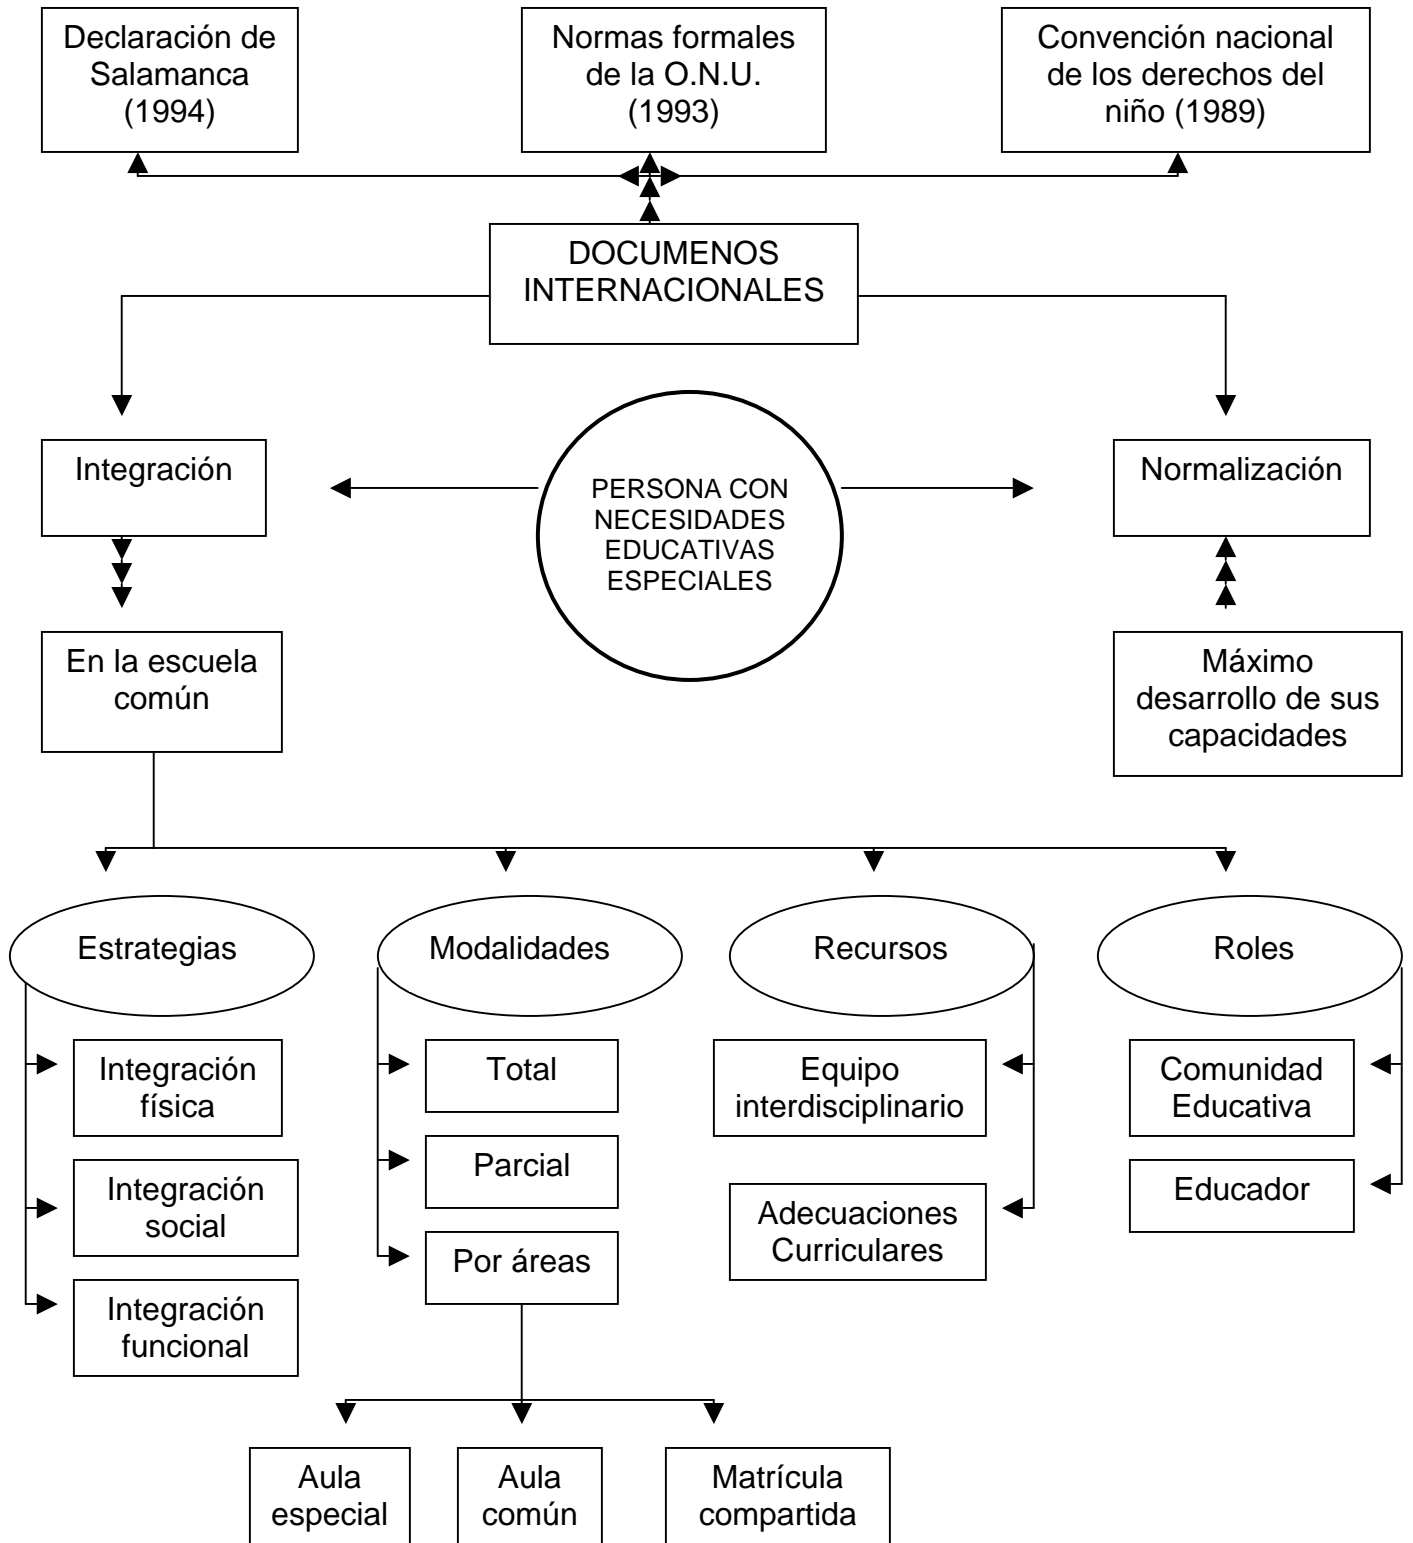 Declaración de
Salamanca
(1994)
Normas formales
de la O.N.U.
(1993)
Convención nacional
de los derechos del
niño (1989)
DOCUMENOS
INTERNACIONALES
Integración
PERSONA CON
NECESIDADES
EDUCATIVAS
ESPECIALES
Normalización
En la escuela
común
Máximo
desarrollo de sus
capacidades
Estrategias
Modalidades
Recursos
Roles
Integración
física
Integración
social
Integración
funcional
Total
Parcial
Por áreas
Equipo
interdisciplinario
Adecuaciones
Curriculares
Comunidad
Educativa
Educador
Aula
especial
Aula
común
Matrícula
compartida